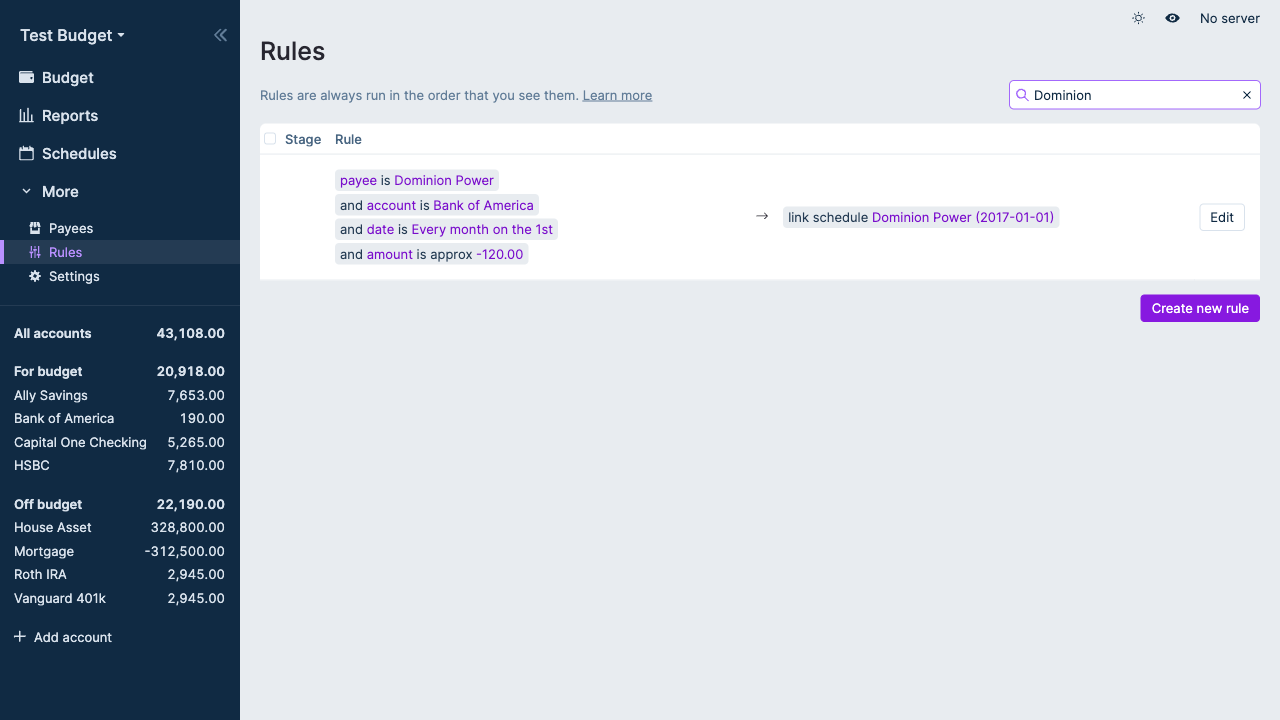 Test Budget
Budget
Reports
Schedules
More
Payees
Rules
Settings
All accounts 43,108.00
For budget 20,918.00
Ally Savings 7,653.00
Bank of America 190.00
Capital One Checking 5,265.00
HSBC 7,810.00
Off budget 22,190.00
House Asset 328,800.00
Mortgage -312,500.00
Roth IRA 2,945.00
Vanguard 401k 2,945.00
Add account
No server
Rules
Rules are always run in the order that you see them. Learn more
Dominion
Stage Rule
payee is Dominion Power
and account is Bank of America
and date is Every month on the 1st
and amount is approx -120.00
→ link schedule Dominion Power (2017-01-01)
Edit
Create new rule